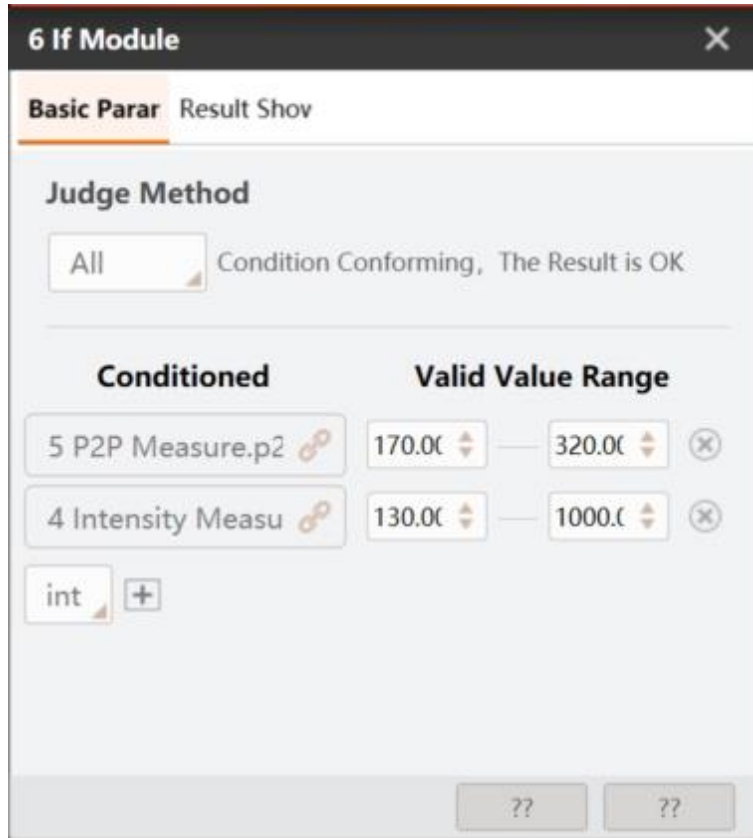 6 If Module
Basic Parar Result Shov
Judge Method
All Condition Conforming, The Result is OK
Conditioned Valid Value Range
5 P2P Measure.p2 170.0( 320.0(
4 Intensity Measu 130.0( 1000.(
int
?? ??